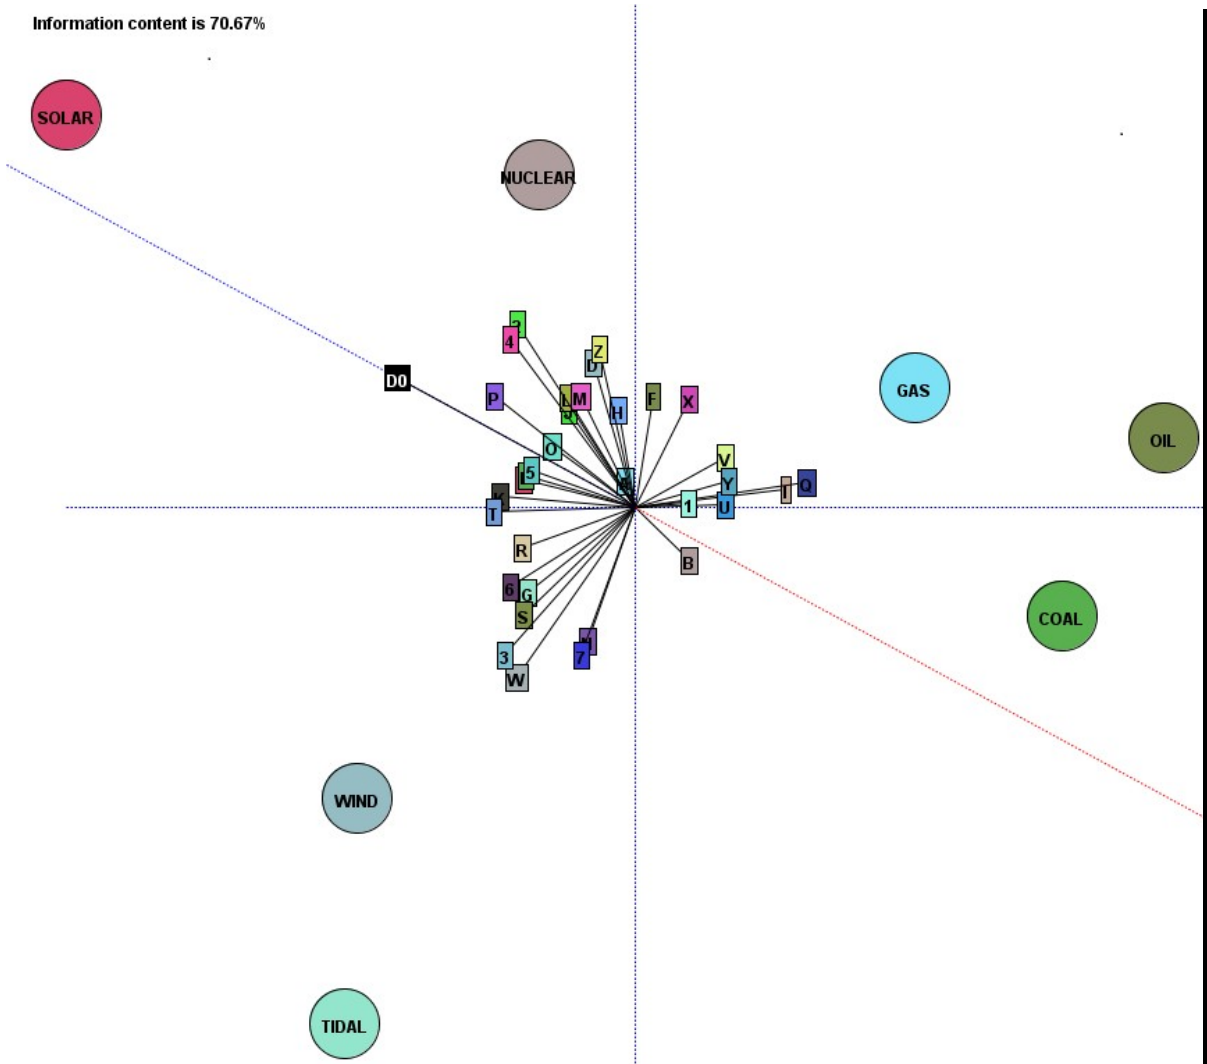 Information content is 70.67%
SOLAR
NUCLEAR
2
4
Z
D
D0
GAS
P
L
M
J
H
F
X
OIL
O
V
5
A
Y
I
Q
K
T
1
U
R
B
6
G
S
COAL
3
7
W
WIND
TIDAL